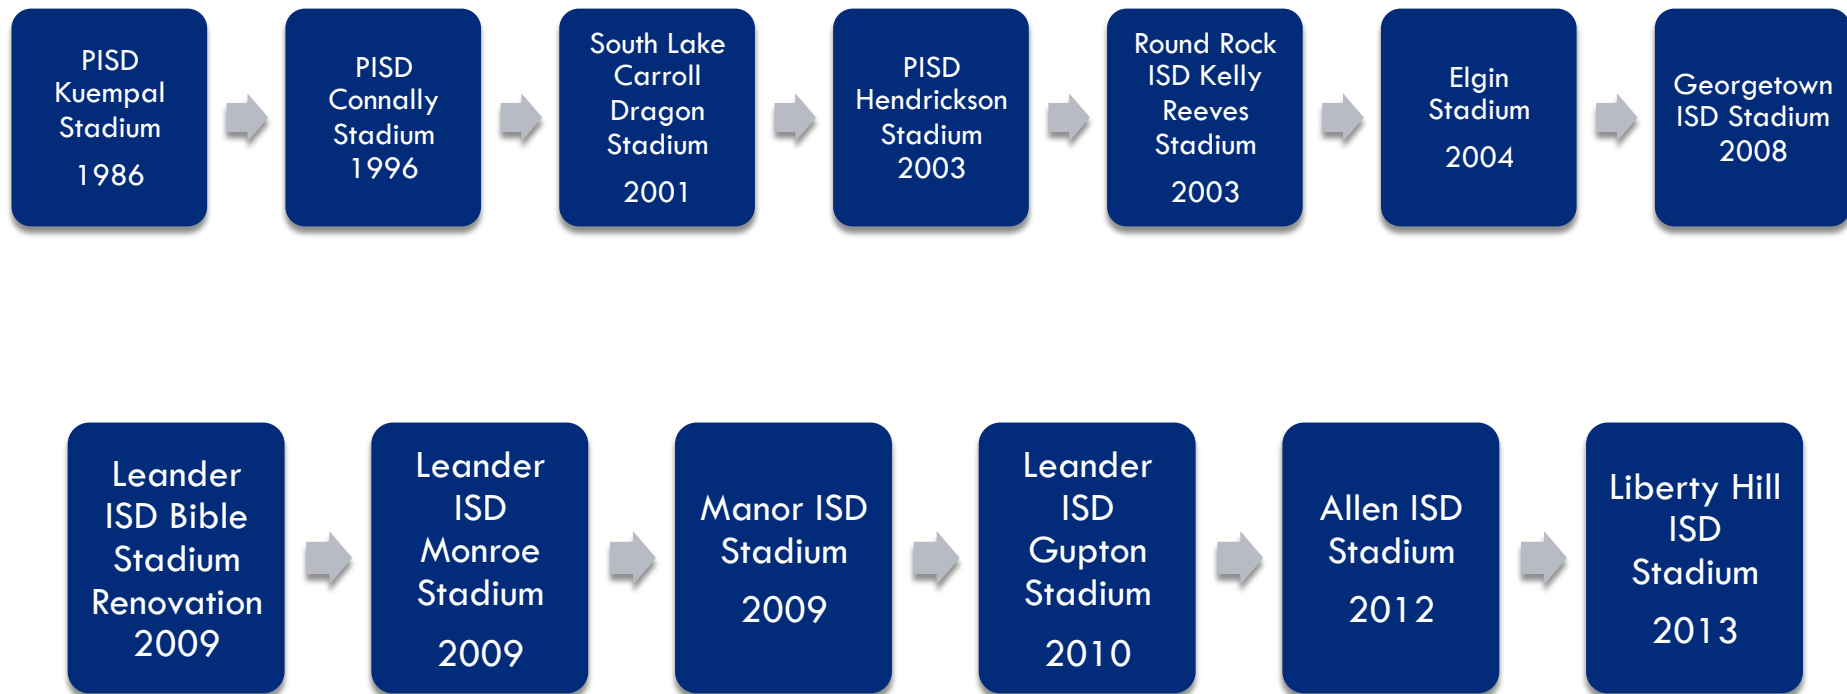 PISD
Kuempal
Stadium
1986
PISD
Connally
Stadium
1996
South Lake
Carroll
Dragon
Stadium
2001
PISD
Hendrickson
Stadium
2003
Round Rock
ISD Kelly
Reeves
Stadium
2003
Elgin
Stadium
2004
Georgetown
ISD Stadium
2008
Leander
ISD Bible
Stadium
Renovation
2009
Leander
ISD
Monroe
Stadium
2009
Manor ISD
Stadium
2009
Leander
ISD
Gupton
Stadium
2010
Allen ISD
Stadium
2012
Liberty Hill
ISD
Stadium
2013